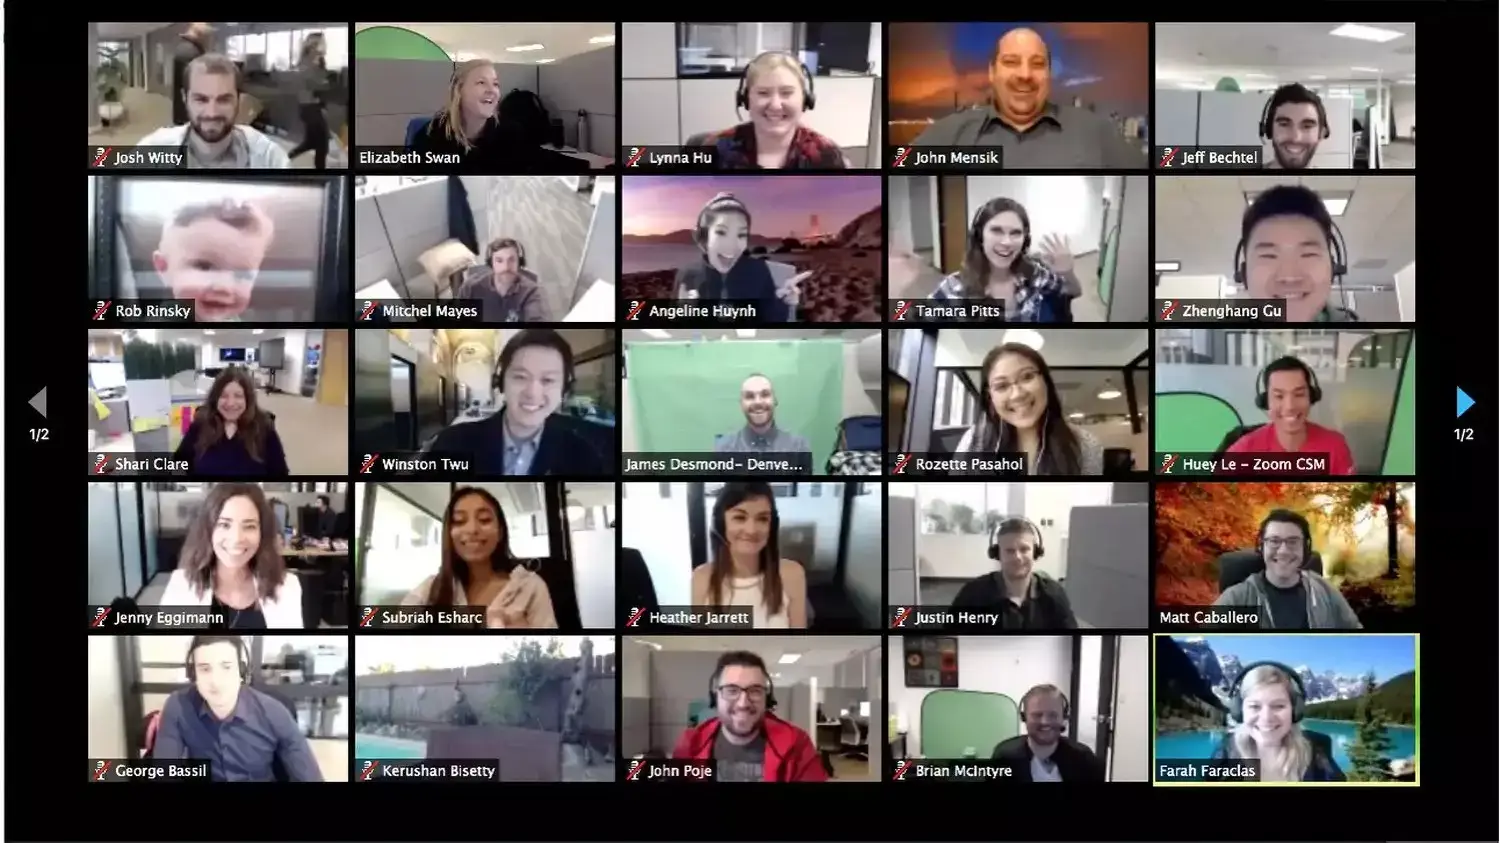 Josh Witty
Elizabeth Swan
Lynna Hu
John Mensik
Jeff Bechtel
Rob Rinsky
Mitchel Mayes
Angeline Huynh
Tamara Pitts
Zhenghang Gu
1/2
1/2
Shari Clare
Winston Twu
James Desmond- Denve...
Rozette Pasahol
Huey Le – Zoom CSM
Jenny Eggimann
Subriah Esharc
Heather Jarrett
Justin Henry
Matt Caballero
George Bassil
Kerushan Bisetty
John Poje
Brian McIntyre
Farah Faraclas